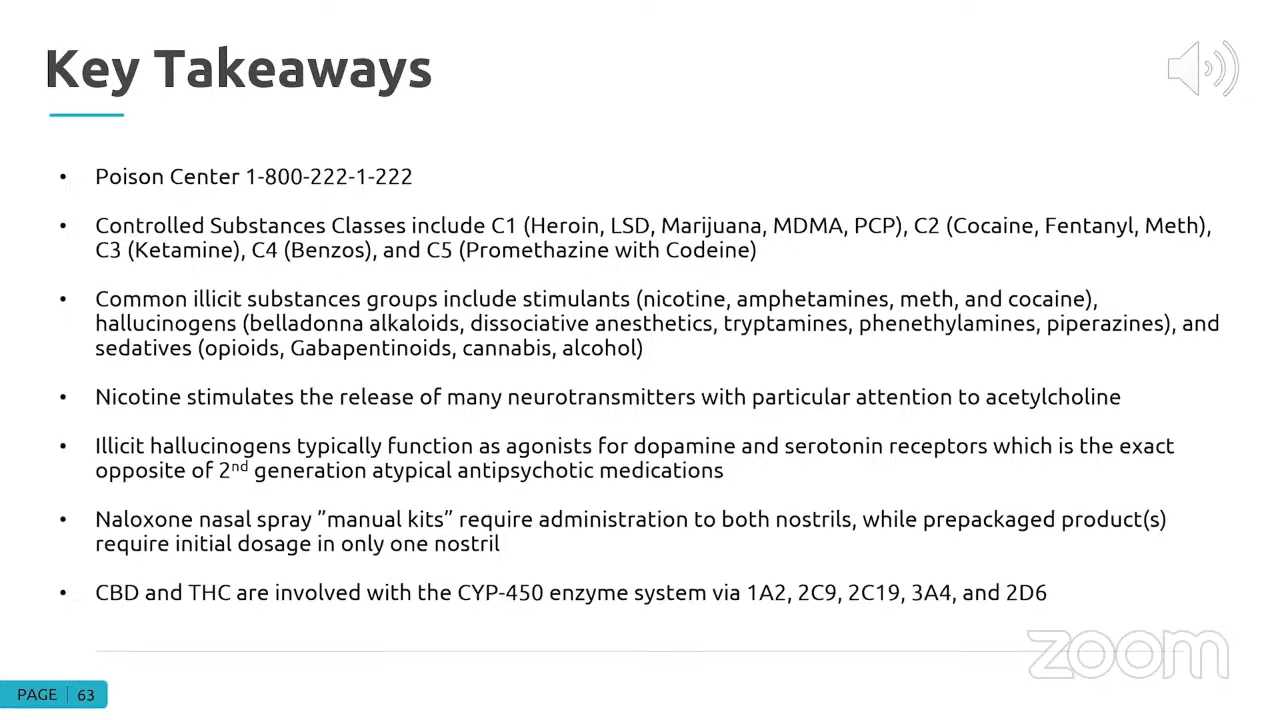 Key Takeaways
• Poison Center 1-800-222-1-222
• Controlled Substances Classes include C1 (Heroin, LSD, Marijuana, MDMA, PCP), C2 (Cocaine, Fentanyl, Meth),
C3 (Ketamine), C4 (Benzos), and C5 (Promethazine with Codeine)
• Common illicit substances groups include stimulants (nicotine, amphetamines, meth, and cocaine),
hallucinogens (belladonna alkaloids, dissociative anesthetics, tryptamines, phenethylamines, piperazines), and
sedatives (opioids, Gabapentinoids, cannabis, alcohol)
• Nicotine stimulates the release of many neurotransmitters with particular attention to acetylcholine
• Illicit hallucinogens typically function as agonists for dopamine and serotonin receptors which is the exact
opposite of 2nd generation atypical antipsychotic medications
• Naloxone nasal spray ”manual kits” require administration to both nostrils, while prepackaged product(s)
require initial dosage in only one nostril
• CBD and THC are involved with the CYP-450 enzyme system via 1A2, 2C9, 2C19, 3A4, and 2D6
zoom
PAGE | 63